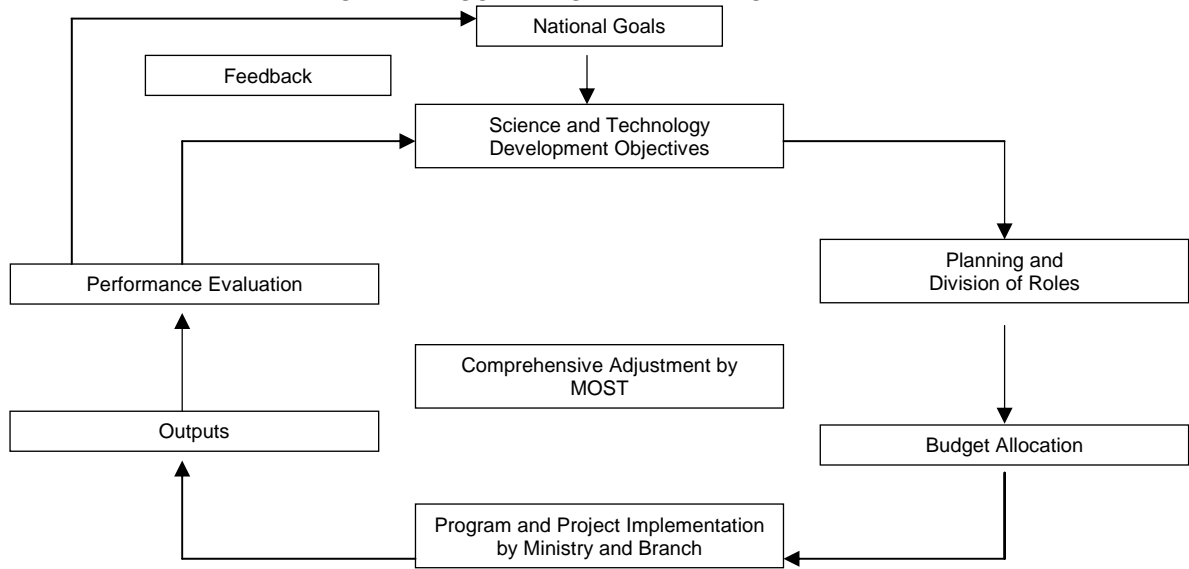 National Goals
Feedback
Science and Technology
Development Objectives
Performance Evaluation
Planning and
Division of Roles
Comprehensive Adjustment by
MOST
Outputs
Budget Allocation
Program and Project Implementation
by Ministry and Branch